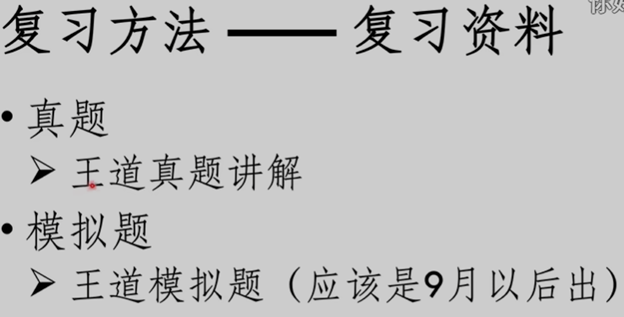 复习方法 —— 复习资料
• 真题
➢ 王道真题讲解
• 模拟题
➢ 王道模拟题（应该是9月以后出）